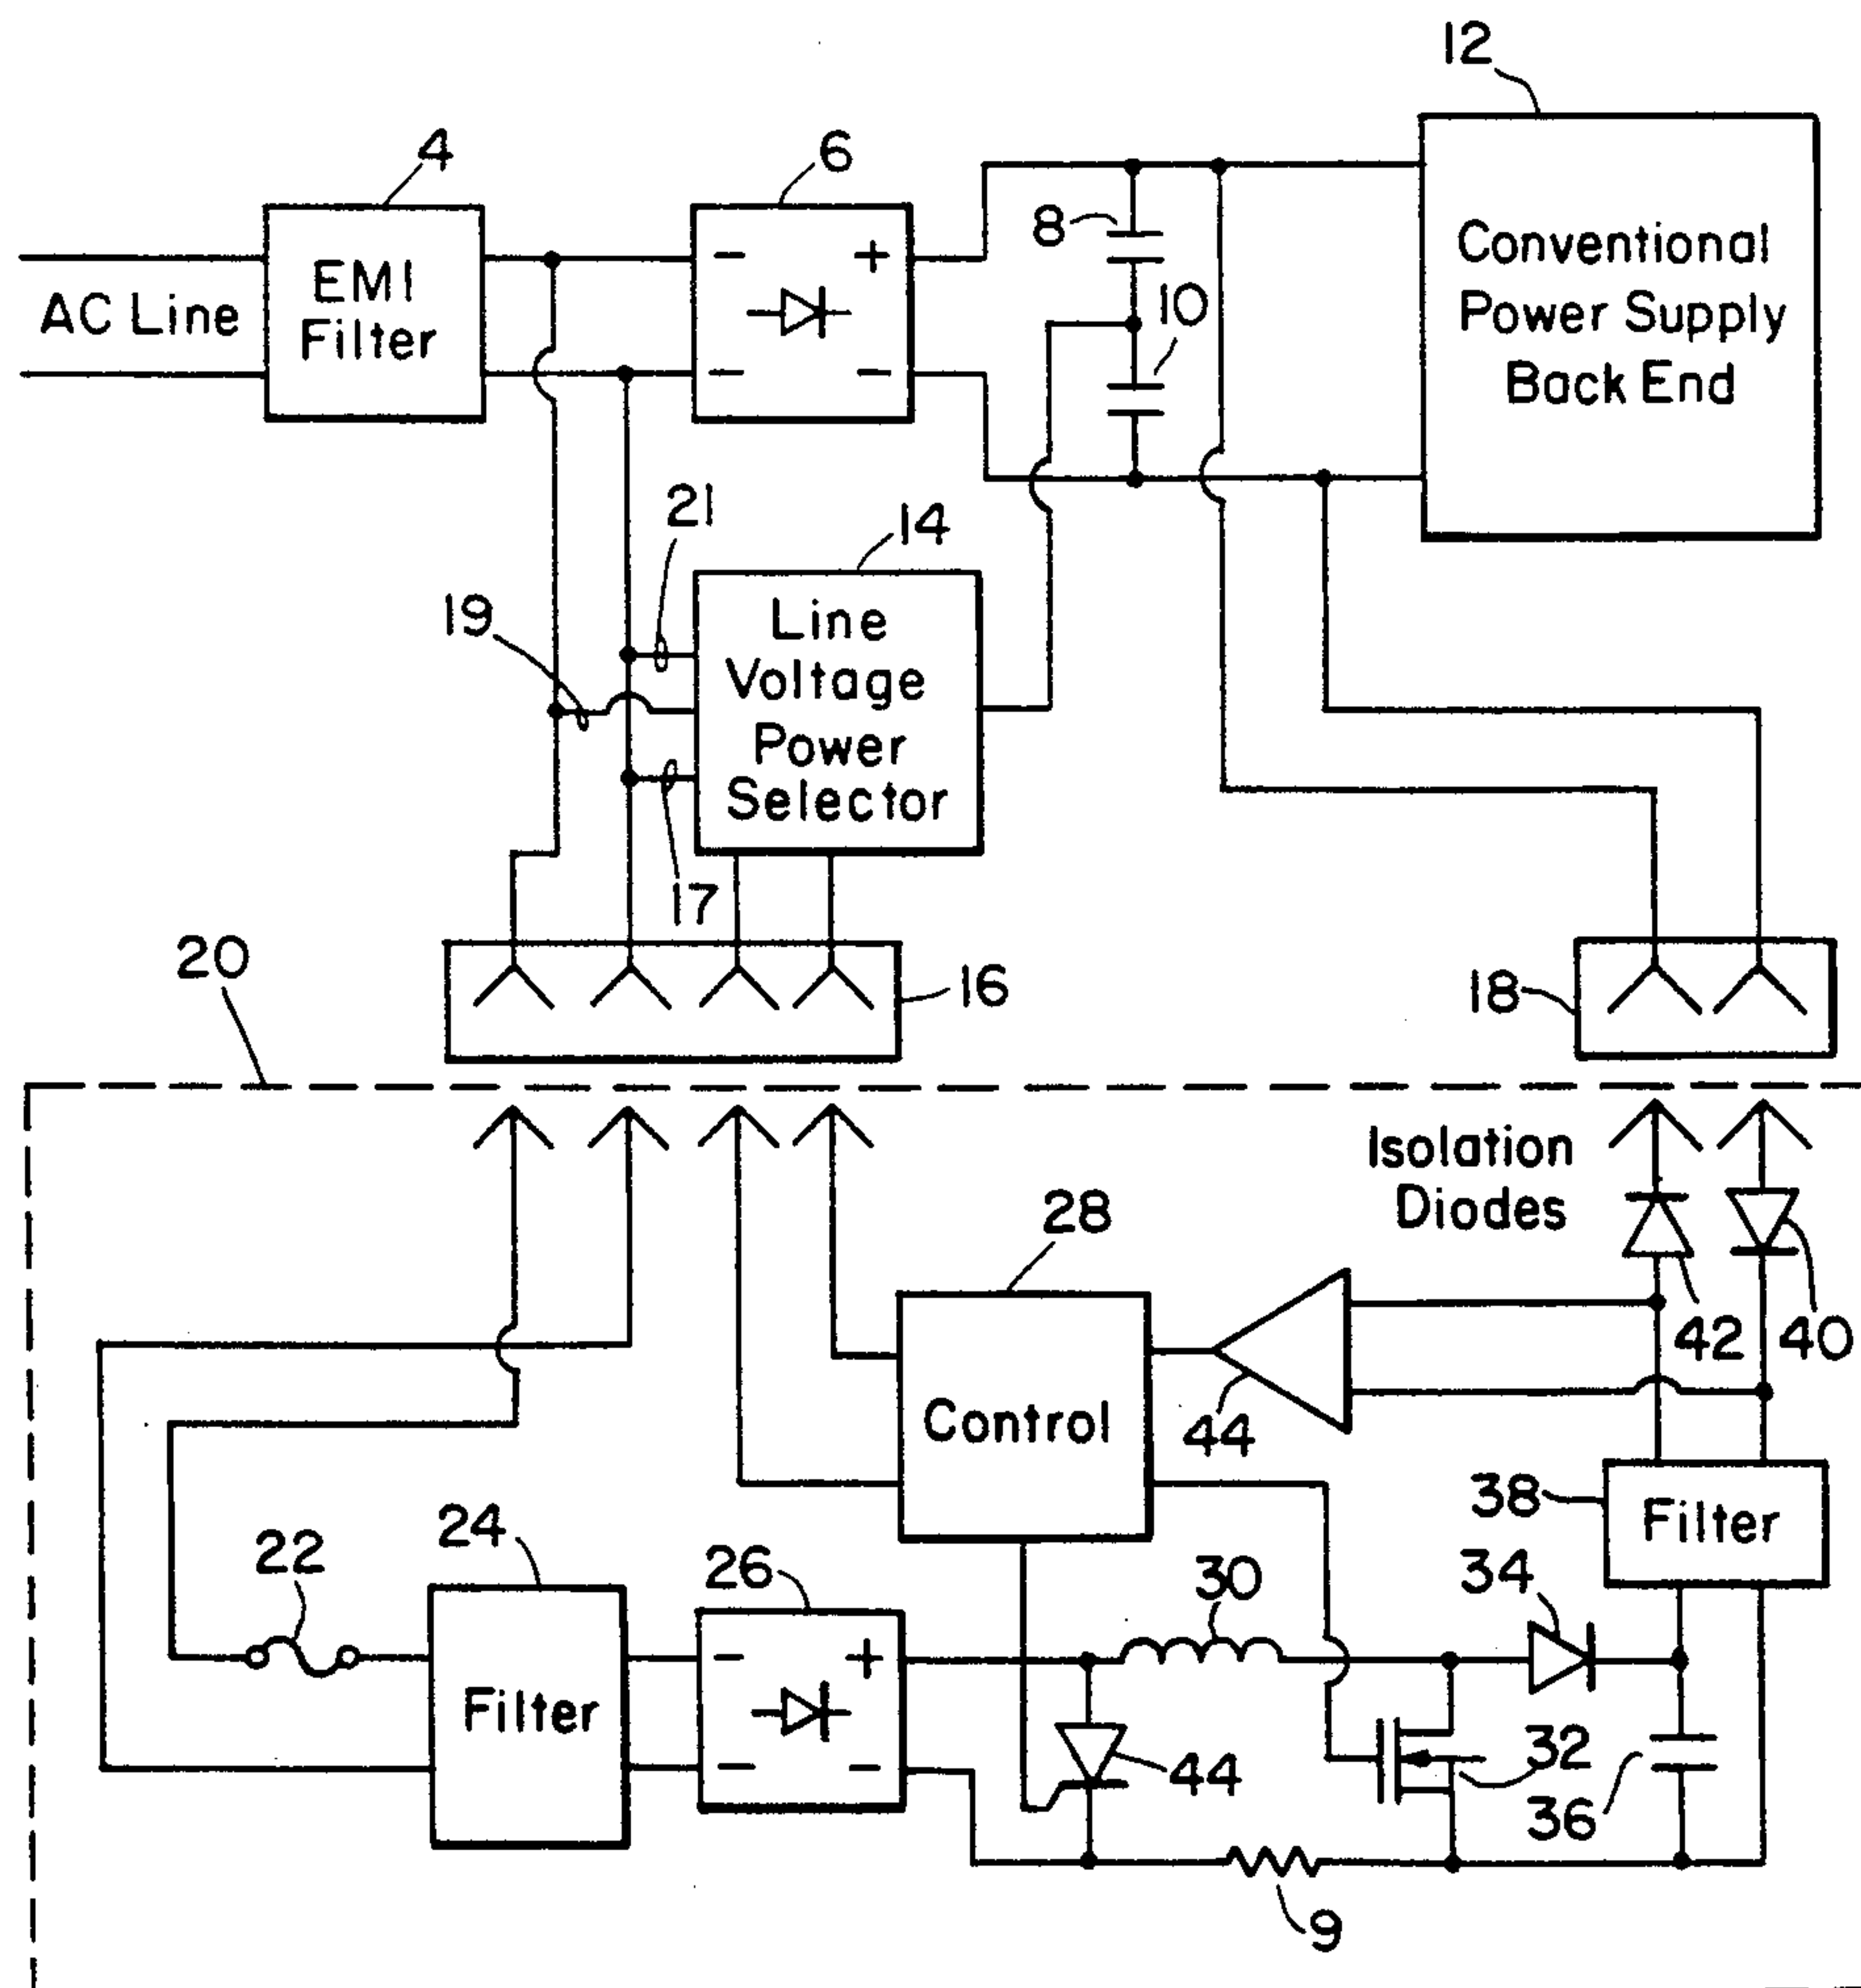 12
4
6
8
Conventional
Power Supply
Back End
EMI
Filter
AC Line
10
- +
- -
21
14
19
Line
Voltage
Power
Selector
17
20
16
18
Isolation
Diodes
28
42
40
44
Control
38
Filter
22
24
26
30
34
Filter
- +
- -
44
32
36
9